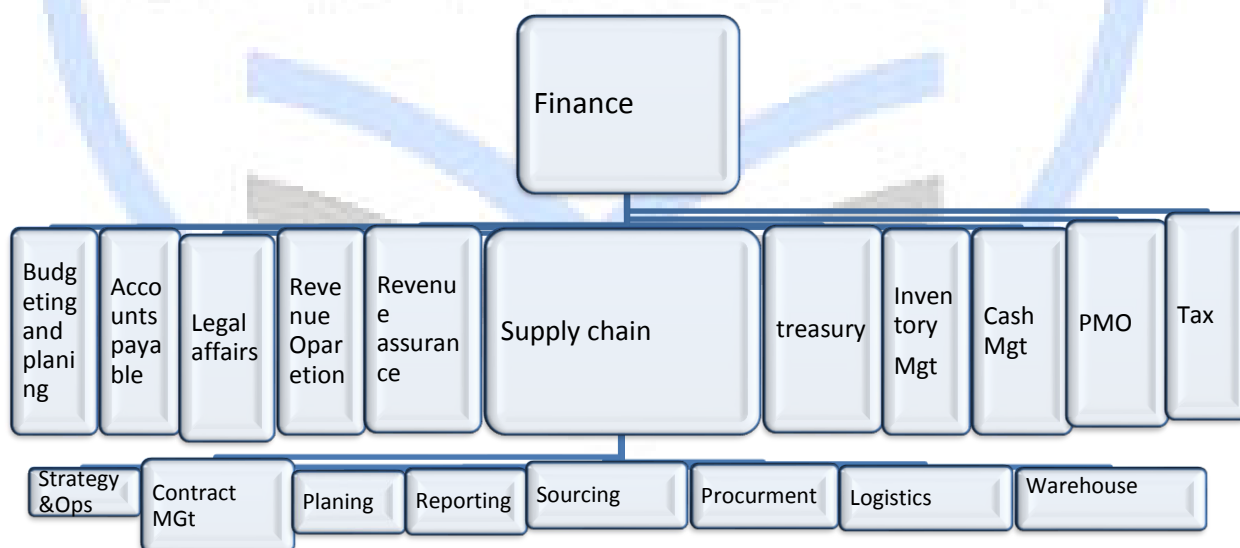 Finance
Budg
eting
and
plani
ng
Acco
unts
paya
ble
Legal
affairs
Reve
nue
Opar
etion
Revenu
e
assuran
ce
Supply chain
treasury
Inven
tory
Mgt
Cash
Mgt
PMO
Tax
Strategy
&Ops
Contract
MGt
Planing
Reporting
Sourcing
Procurment
Logistics
Warehouse